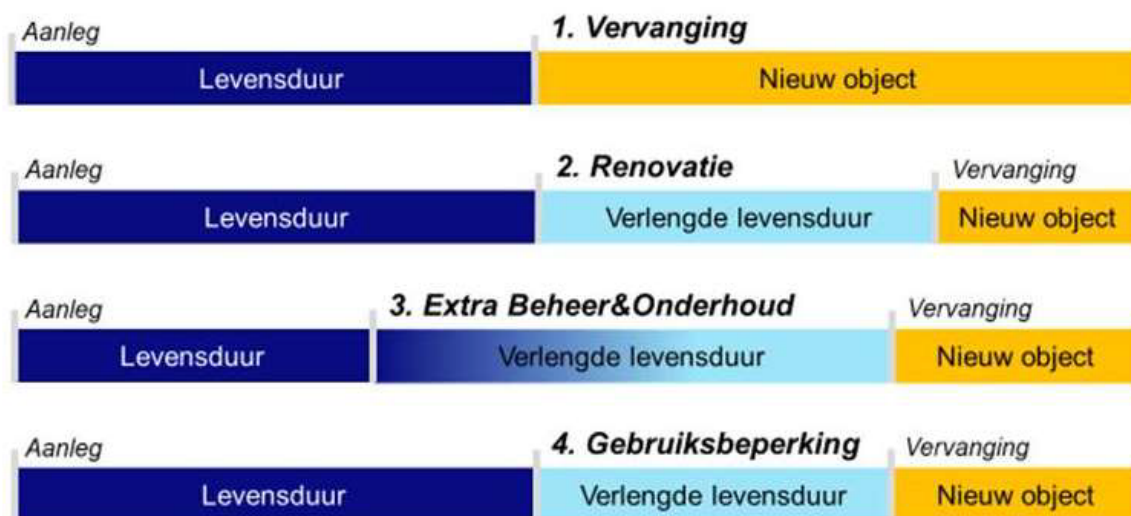 Aanleg 1. Vervanging
Levensduur Nieuw object
Aanleg 2. Renovatie Vervanging
Levensduur Verlengde levensduur Nieuw object
Aanleg 3. Extra Beheer&Onderhoud Vervanging
Levensduur Verlengde levensduur Nieuw object
Aanleg 4. Gebruiksbeperking Vervanging
Levensduur Verlengde levensduur Nieuw object